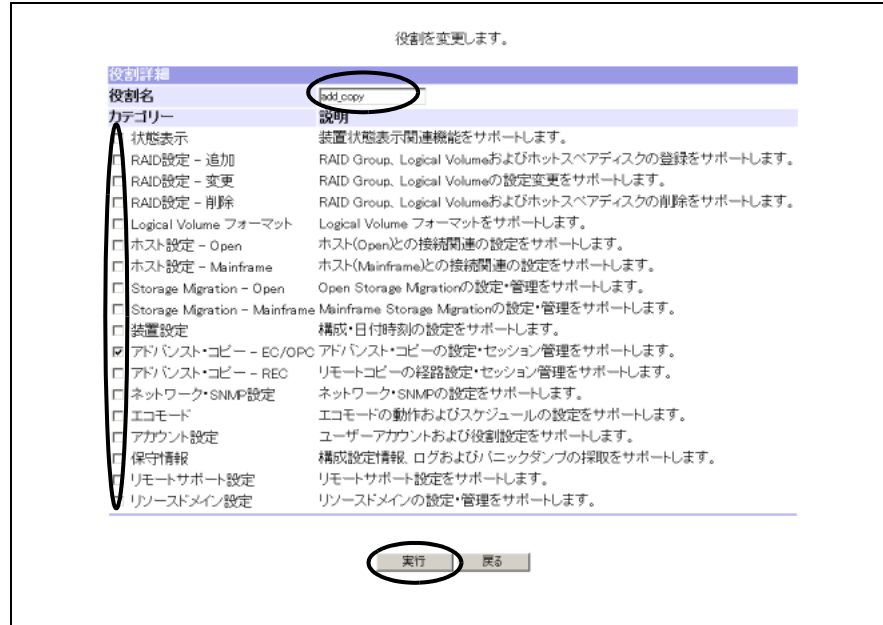 役割を変更します。
役割詳細
役割名 add_copy
カテゴリー 説明
状態表示 装置状態表示関連機能をサポートします。
RAID設定 - 追加 RAID Group、Logical Volumeおよびホットスペアディスクの登録をサポートします。
RAID設定 - 変更 RAID Group、Logical Volumeの設定変更をサポートします。
RAID設定 - 削除 RAID Group、Logical Volumeおよびホットスペアディスクの削除をサポートします。
Logical Volume フォーマット Logical Volume フォーマットをサポートします。
ホスト設定 - Open ホスト(Open)との接続関連の設定をサポートします。
ホスト設定 - Mainframe ホスト(Mainframe)との接続関連の設定をサポートします。
Storage Migration - Open Open Storage Migrationの設定・管理をサポートします。
Storage Migration - Mainframe Mainframe Storage Migrationの設定・管理をサポートします。
装置設定 構成・日付時刻の設定をサポートします。
アドバンスト・コピー - EC/OPC アドバンスト・コピーの設定・セッション管理をサポートします。
アドバンスト・コピー - REC リモートコピーの経路設定・セッション管理をサポートします。
ネットワーク・SNMP設定 ネットワーク・SNMPの設定をサポートします。
エコモード エコモードの動作およびスケジュールの設定をサポートします。
アカウント設定 ユーザーアカウントおよび役割設定をサポートします。
保守情報 構成設定情報、ログおよびパニックダンプの採取をサポートします。
リモートサポート設定 リモートサポート設定をサポートします。
リソースドメイン設定 リソースドメインの設定・管理をサポートします。
実行 戻る